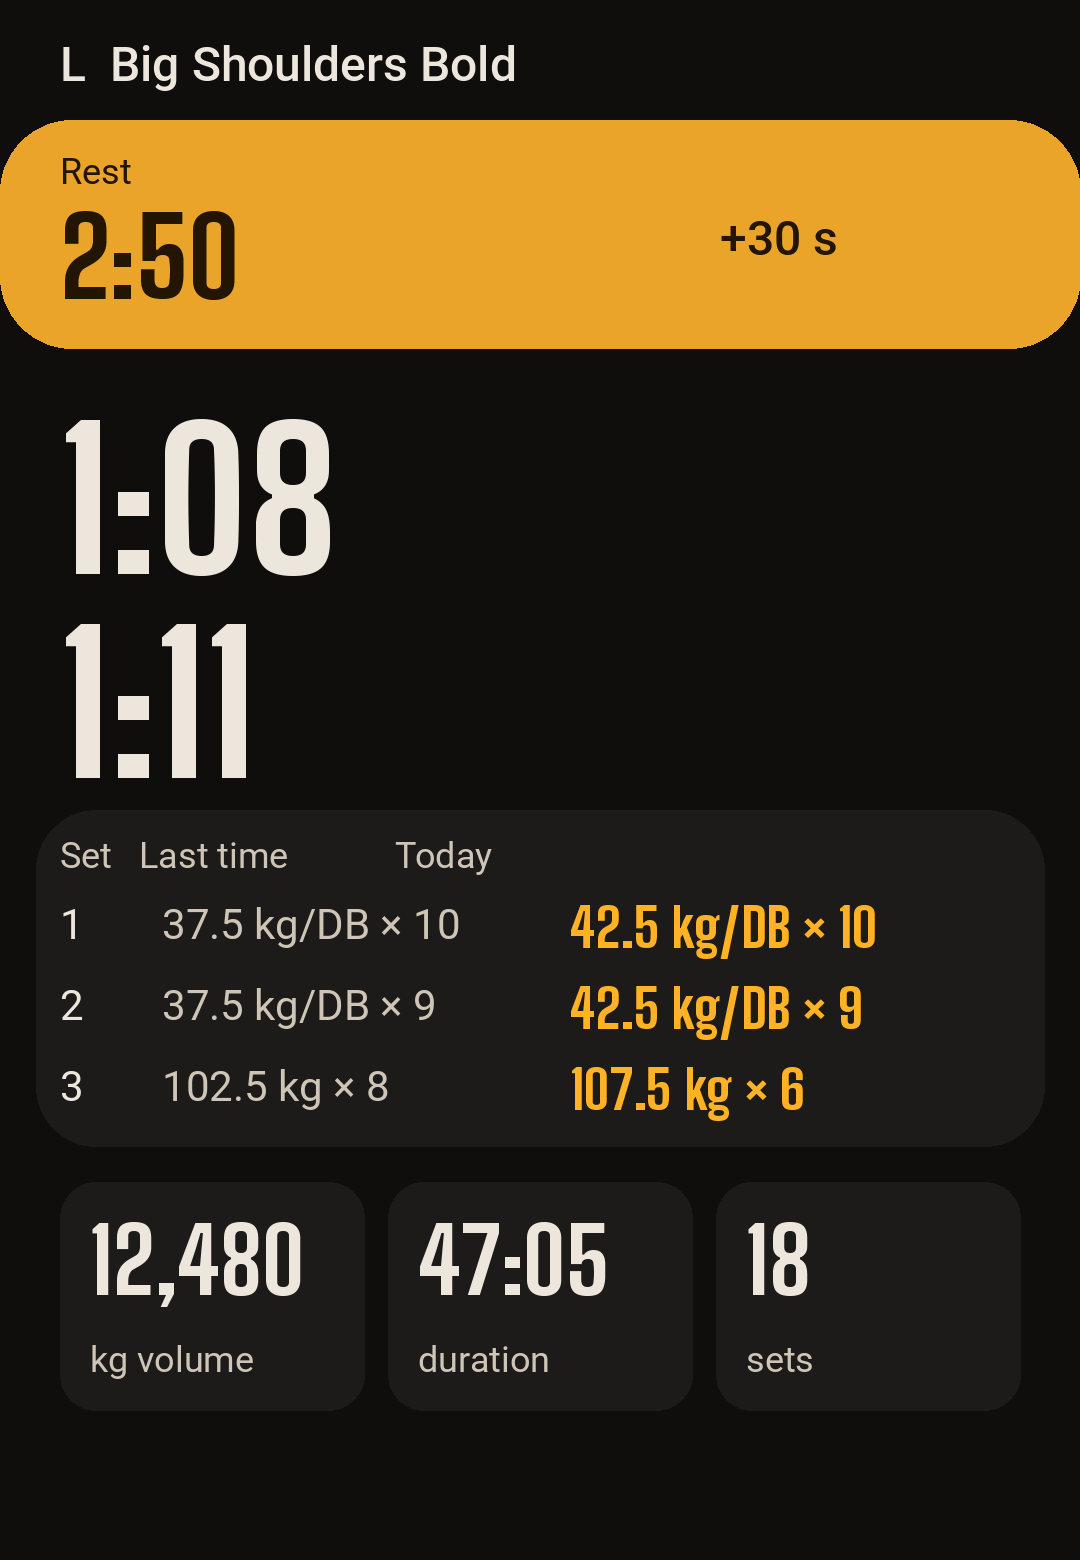 L Big Shoulders Bold
Rest
2:50
+30 s
1:08
1:11
Set Last time Today
1 37.5 kg/DB × 10 42.5 kg/DB × 10
2 37.5 kg/DB × 9 42.5 kg/DB × 9
3 102.5 kg × 8 107.5 kg × 6
12,480 47:05 18
kg volume duration sets